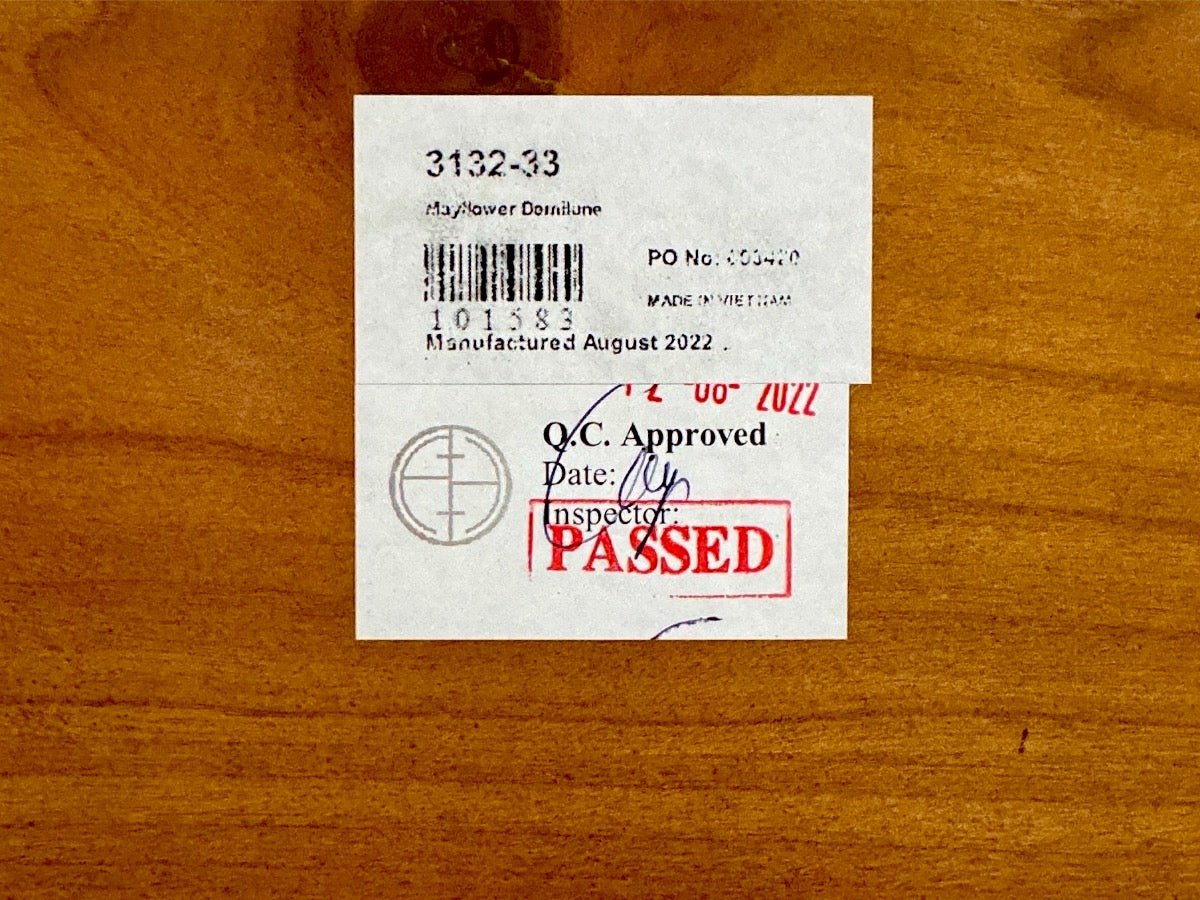 3132-33
Mayflower Demilune
PO No:
MADE IN VIETNAM
101583
Manufactured August 2022
2022
Q.C. Approved
Date:
Inspector:
PASSED